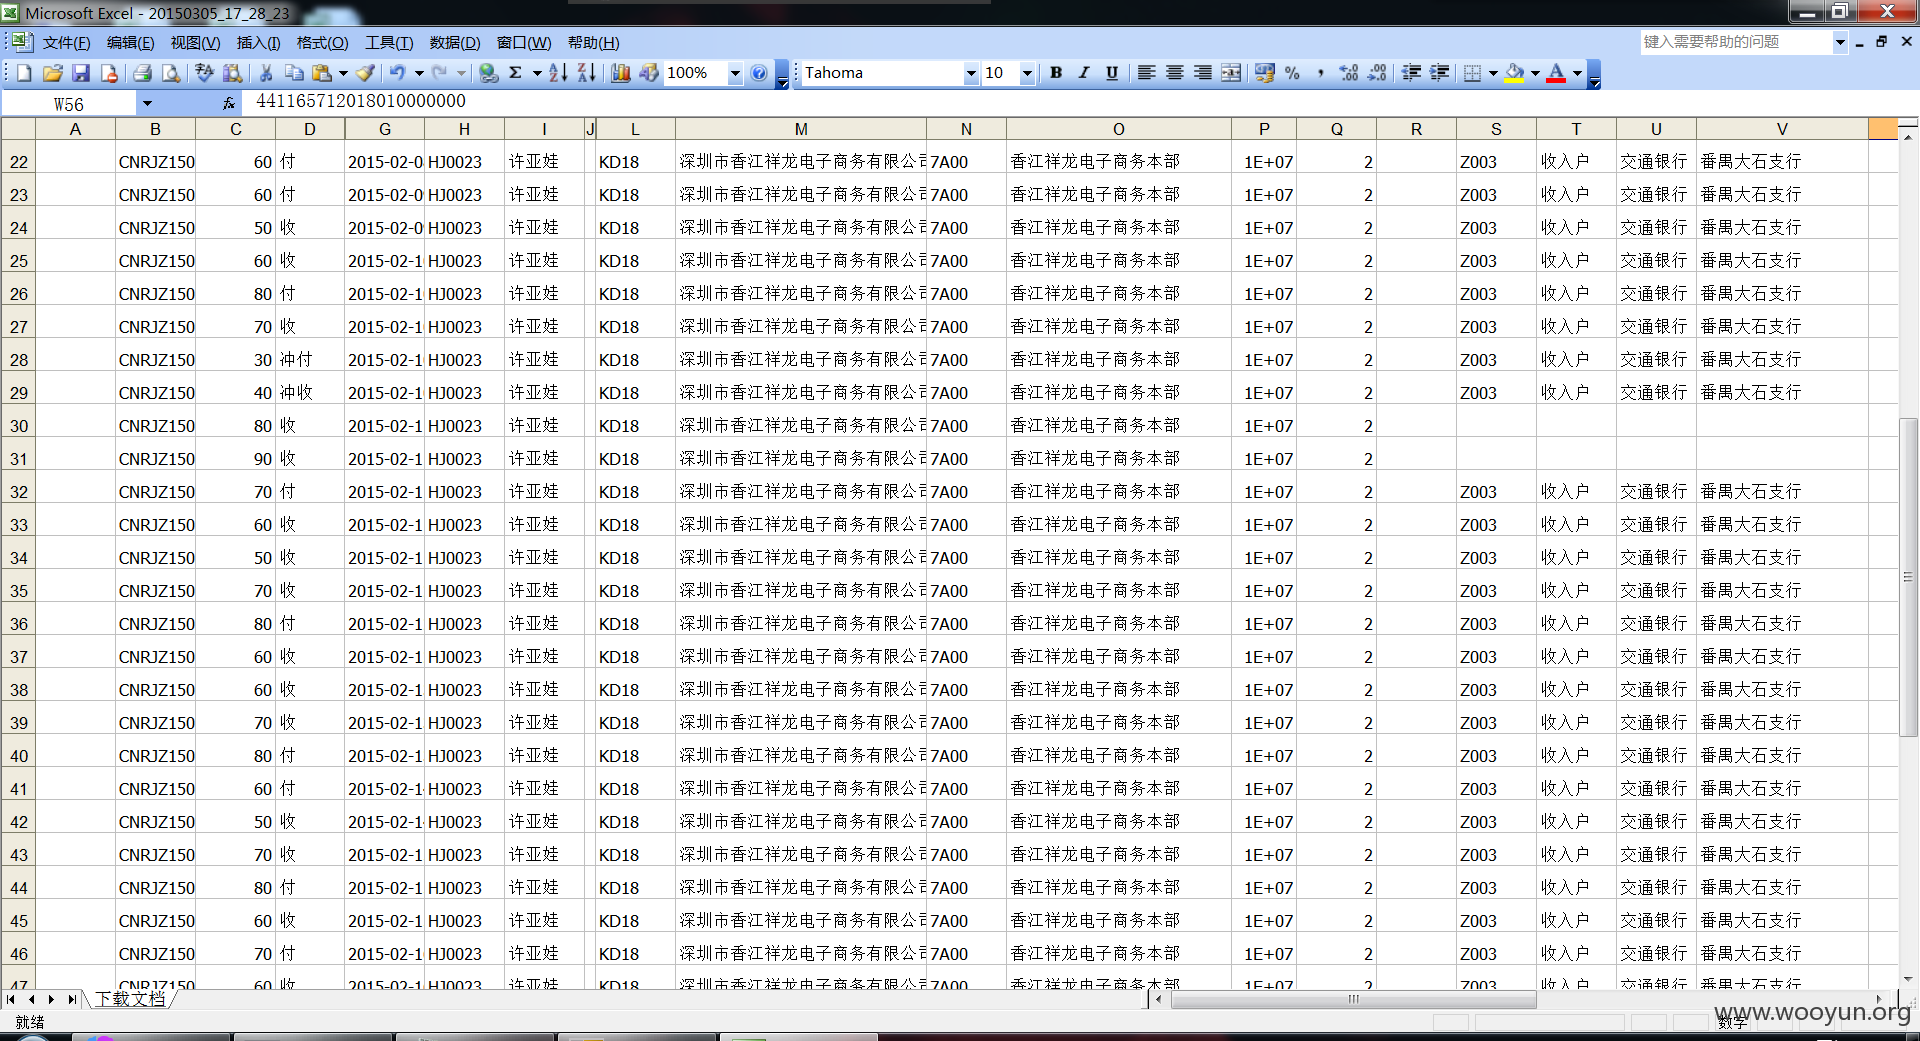 Microsoft Excel - 20150305_17_28_23
文件(F) 编辑(E) 视图(V) 插入(I) 格式(O) 工具(T) 数据(D) 窗口(W) 帮助(H) 键入需要帮助的问题
100% Tahoma 10 B I U
W56 fx 441165712018010000000
A B C D G H I J L M N O P Q R S T U V
22 CNRJZ150 60 付 2015-02-0 HJ0023 许亚娃 KD18 深圳市香江祥龙电子商务有限公司 7A00 香江祥龙电子商务本部 1E+07 2 Z003 收入户 交通银行 番禺大石支行
23 CNRJZ150 60 付 2015-02-0 HJ0023 许亚娃 KD18 深圳市香江祥龙电子商务有限公司 7A00 香江祥龙电子商务本部 1E+07 2 Z003 收入户 交通银行 番禺大石支行
24 CNRJZ150 50 收 2015-02-0 HJ0023 许亚娃 KD18 深圳市香江祥龙电子商务有限公司 7A00 香江祥龙电子商务本部 1E+07 2 Z003 收入户 交通银行 番禺大石支行
25 CNRJZ150 60 收 2015-02-1 HJ0023 许亚娃 KD18 深圳市香江祥龙电子商务有限公司 7A00 香江祥龙电子商务本部 1E+07 2 Z003 收入户 交通银行 番禺大石支行
26 CNRJZ150 80 付 2015-02-1 HJ0023 许亚娃 KD18 深圳市香江祥龙电子商务有限公司 7A00 香江祥龙电子商务本部 1E+07 2 Z003 收入户 交通银行 番禺大石支行
27 CNRJZ150 70 收 2015-02-1 HJ0023 许亚娃 KD18 深圳市香江祥龙电子商务有限公司 7A00 香江祥龙电子商务本部 1E+07 2 Z003 收入户 交通银行 番禺大石支行
28 CNRJZ150 30 冲付 2015-02-1 HJ0023 许亚娃 KD18 深圳市香江祥龙电子商务有限公司 7A00 香江祥龙电子商务本部 1E+07 2 Z003 收入户 交通银行 番禺大石支行
29 CNRJZ150 40 冲收 2015-02-1 HJ0023 许亚娃 KD18 深圳市香江祥龙电子商务有限公司 7A00 香江祥龙电子商务本部 1E+07 2 Z003 收入户 交通银行 番禺大石支行
30 CNRJZ150 80 收 2015-02-1 HJ0023 许亚娃 KD18 深圳市香江祥龙电子商务有限公司 7A00 香江祥龙电子商务本部 1E+07 2
31 CNRJZ150 90 收 2015-02-1 HJ0023 许亚娃 KD18 深圳市香江祥龙电子商务有限公司 7A00 香江祥龙电子商务本部 1E+07 2
32 CNRJZ150 70 付 2015-02-1 HJ0023 许亚娃 KD18 深圳市香江祥龙电子商务有限公司 7A00 香江祥龙电子商务本部 1E+07 2 Z003 收入户 交通银行 番禺大石支行
33 CNRJZ150 60 收 2015-02-1 HJ0023 许亚娃 KD18 深圳市香江祥龙电子商务有限公司 7A00 香江祥龙电子商务本部 1E+07 2 Z003 收入户 交通银行 番禺大石支行
34 CNRJZ150 50 收 2015-02-1 HJ0023 许亚娃 KD18 深圳市香江祥龙电子商务有限公司 7A00 香江祥龙电子商务本部 1E+07 2 Z003 收入户 交通银行 番禺大石支行
35 CNRJZ150 70 收 2015-02-1 HJ0023 许亚娃 KD18 深圳市香江祥龙电子商务有限公司 7A00 香江祥龙电子商务本部 1E+07 2 Z003 收入户 交通银行 番禺大石支行
36 CNRJZ150 80 付 2015-02-1 HJ0023 许亚娃 KD18 深圳市香江祥龙电子商务有限公司 7A00 香江祥龙电子商务本部 1E+07 2 Z003 收入户 交通银行 番禺大石支行
37 CNRJZ150 60 收 2015-02-1 HJ0023 许亚娃 KD18 深圳市香江祥龙电子商务有限公司 7A00 香江祥龙电子商务本部 1E+07 2 Z003 收入户 交通银行 番禺大石支行
38 CNRJZ150 60 收 2015-02-1 HJ0023 许亚娃 KD18 深圳市香江祥龙电子商务有限公司 7A00 香江祥龙电子商务本部 1E+07 2 Z003 收入户 交通银行 番禺大石支行
39 CNRJZ150 70 收 2015-02-1 HJ0023 许亚娃 KD18 深圳市香江祥龙电子商务有限公司 7A00 香江祥龙电子商务本部 1E+07 2 Z003 收入户 交通银行 番禺大石支行
40 CNRJZ150 80 付 2015-02-1 HJ0023 许亚娃 KD18 深圳市香江祥龙电子商务有限公司 7A00 香江祥龙电子商务本部 1E+07 2 Z003 收入户 交通银行 番禺大石支行
41 CNRJZ150 60 付 2015-02-1 HJ0023 许亚娃 KD18 深圳市香江祥龙电子商务有限公司 7A00 香江祥龙电子商务本部 1E+07 2 Z003 收入户 交通银行 番禺大石支行
42 CNRJZ150 50 收 2015-02-1 HJ0023 许亚娃 KD18 深圳市香江祥龙电子商务有限公司 7A00 香江祥龙电子商务本部 1E+07 2 Z003 收入户 交通银行 番禺大石支行
43 CNRJZ150 70 收 2015-02-1 HJ0023 许亚娃 KD18 深圳市香江祥龙电子商务有限公司 7A00 香江祥龙电子商务本部 1E+07 2 Z003 收入户 交通银行 番禺大石支行
44 CNRJZ150 80 付 2015-02-1 HJ0023 许亚娃 KD18 深圳市香江祥龙电子商务有限公司 7A00 香江祥龙电子商务本部 1E+07 2 Z003 收入户 交通银行 番禺大石支行
45 CNRJZ150 60 收 2015-02-1 HJ0023 许亚娃 KD18 深圳市香江祥龙电子商务有限公司 7A00 香江祥龙电子商务本部 1E+07 2 Z003 收入户 交通银行 番禺大石支行
46 CNRJZ150 70 付 2015-02-1 HJ0023 许亚娃 KD18 深圳市香江祥龙电子商务有限公司 7A00 香江祥龙电子商务本部 1E+07 2 Z003 收入户 交通银行 番禺大石支行
47 CNRJZ150 60 收 2015-02-1 HJ0023 许亚娃 KD18 深圳市香江祥龙电子商务有限公司 7A00 香江祥龙电子商务本部 1E+07 2 Z003 收入户 交通银行 番禺大石支行
下载文档
就绪 数字
www.wooyun.org